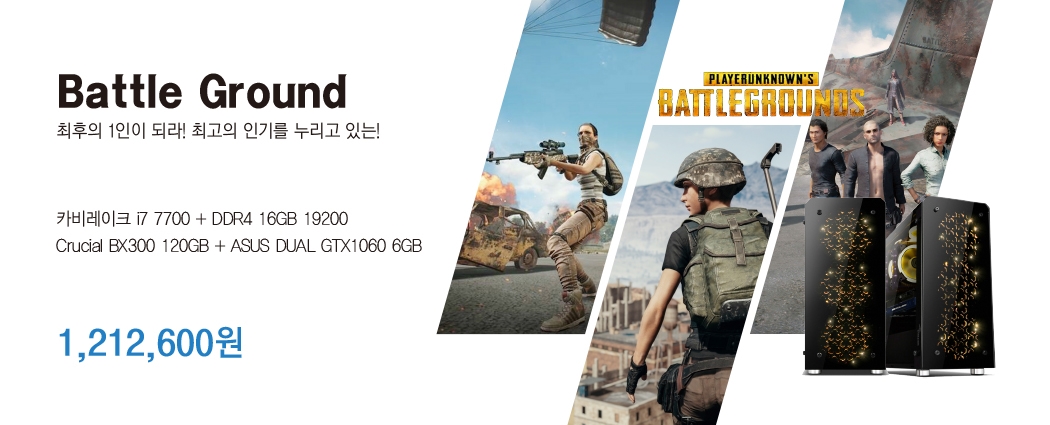 Battle Ground
최후의 1인이 되라! 최고의 인기를 누리고 있는!
카비레이크 i7 7700 + DDR4 16GB 19200
Crucial BX300 120GB + ASUS DUAL GTX1060 6GB
1,212,600원
PLAYERUNKNOWN'S
BATTLEGROUNDS